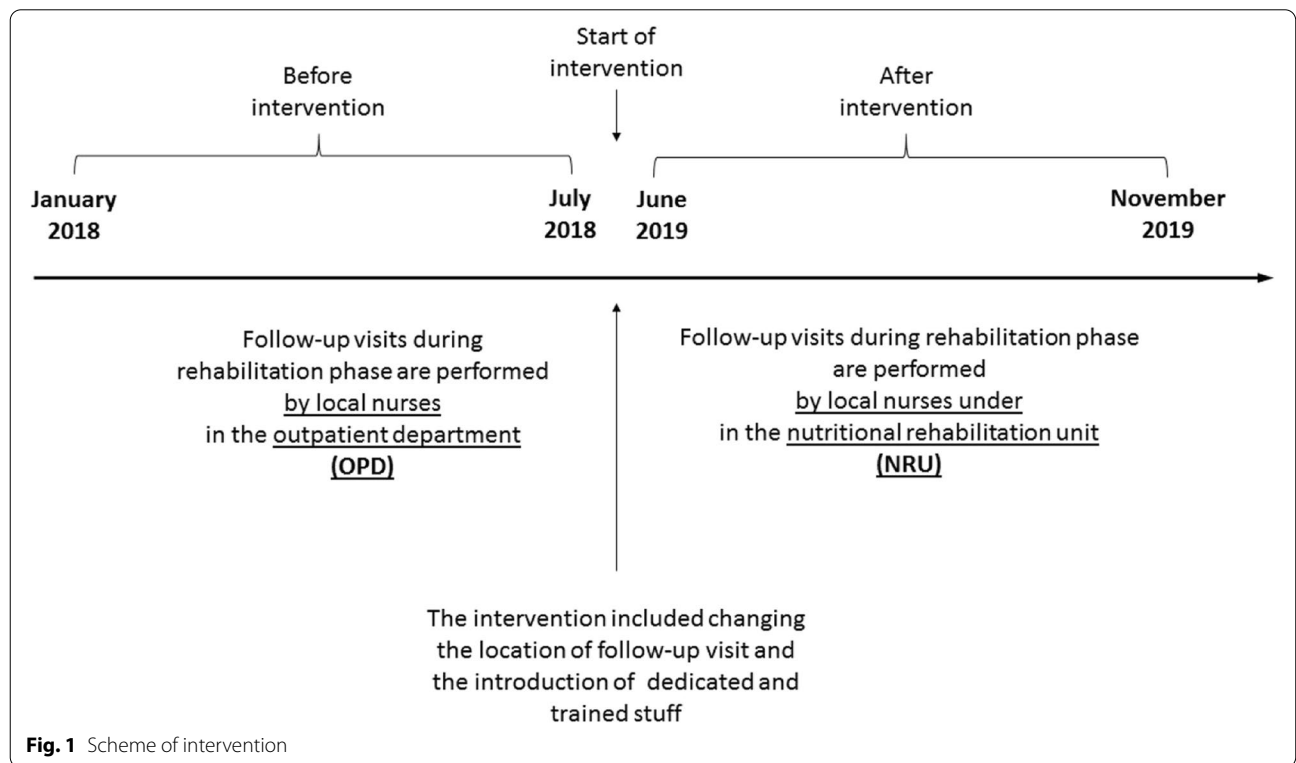 Start of
intervention
Before
intervention
After
intervention
January
2018
July
2018
June
2019
November
2019
Follow-up visits during
rehabilitation phase are performed
by local nurses
in the outpatient department
(OPD)
Follow-up visits during rehabilitation phase
are performed
by local nurses under
in the nutritional rehabilitation unit
(NRU)
The intervention included changing
the location of follow-up visit and
the introduction of dedicated and
trained stuff
Fig. 1 Scheme of intervention